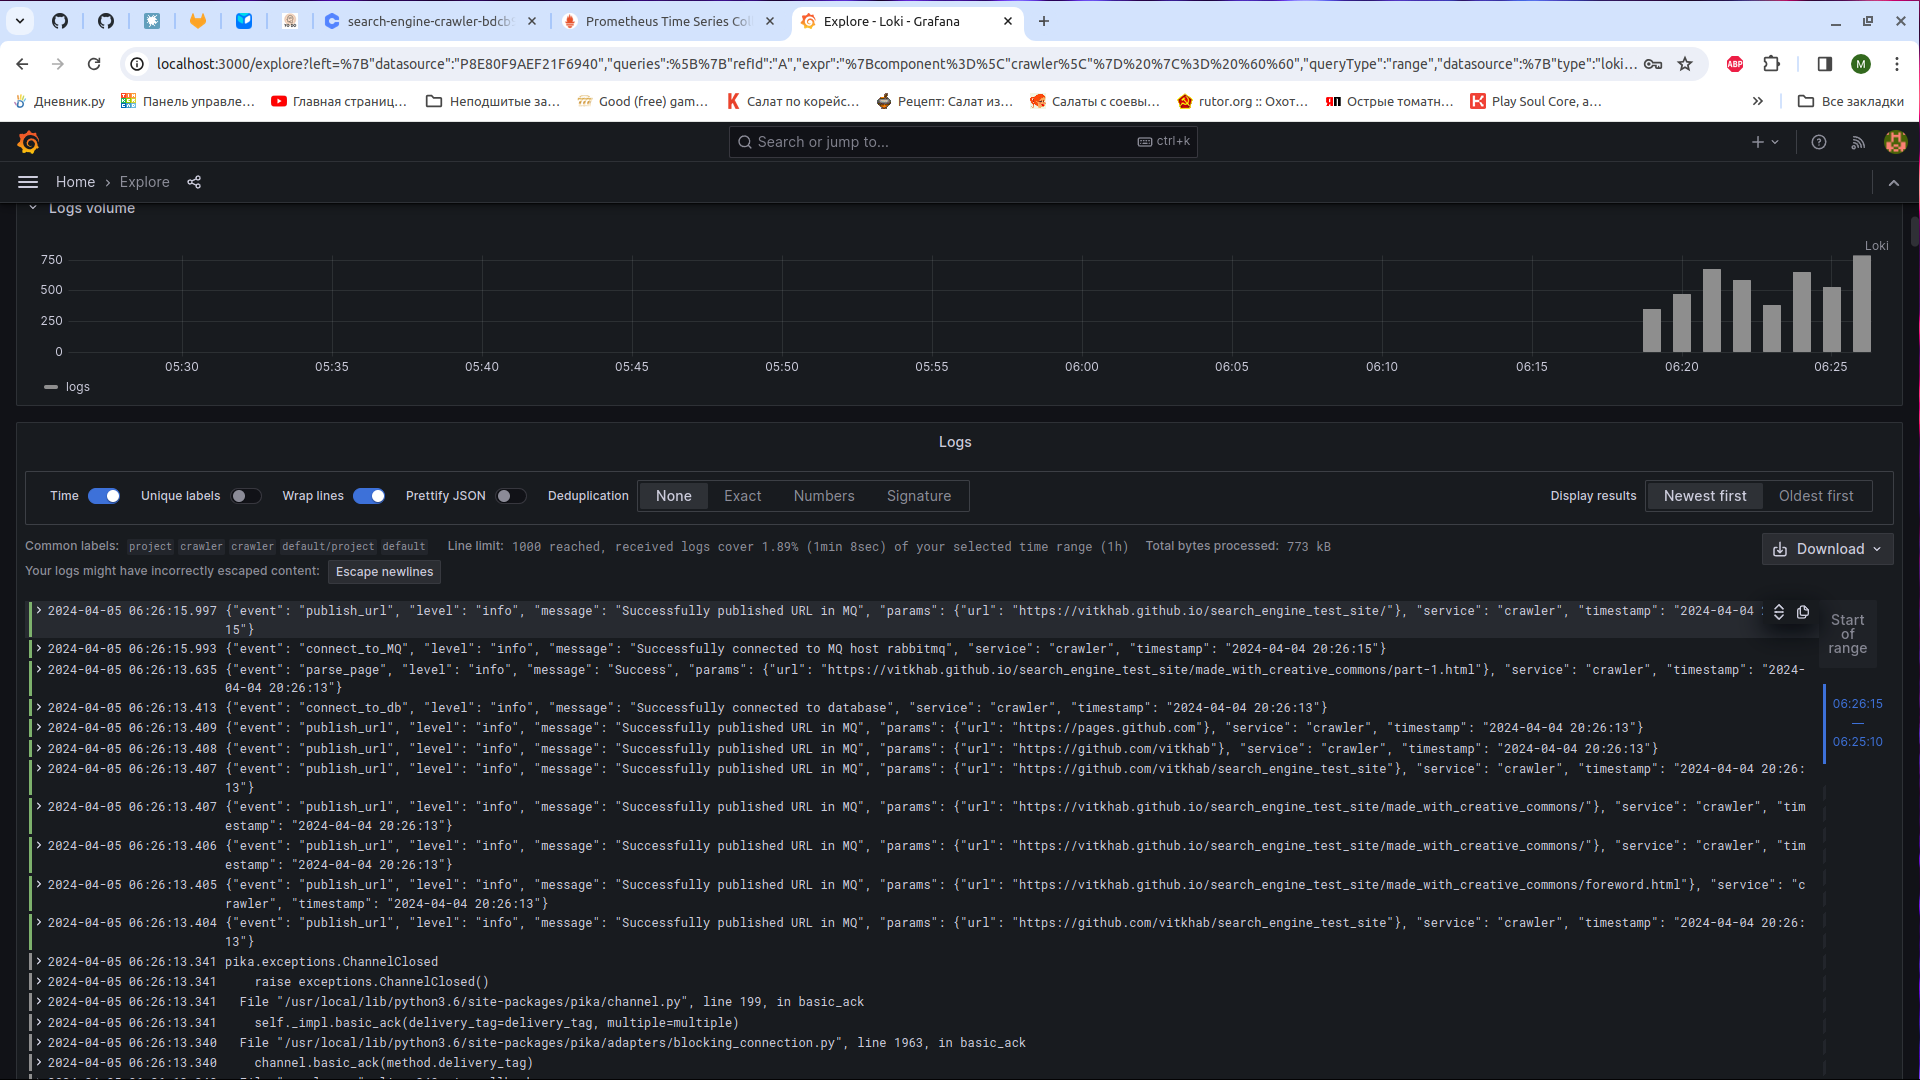 search-engine-crawler-bdcb
Prometheus Time Series Col
Explore - Loki - Grafana
localhost:3000/explore?left=%7B"datasource":"P8E80F9AEF21F6940","queries":%5B%7B"refId":"A","expr":"%7Bcomponent%3D%5C"crawler%5C"%7D%20%7C%3D%20%60%60","queryType":"range","datasource":%7B"type":"loki...
ABP
M
Дневник.ру
Панель управле...
Главная страниц...
Неподшитые за...
Good (free) gam...
Салат по корейс...
Рецепт: Салат из...
Салаты с соевы...
rutor.org :: Охот...
ЯП Острые томатн...
Play Soul Core, a...
Все закладки
Search or jump to...
ctrl+k
Home
Explore
Logs volume
Loki
750
500
250
0
05:30 05:35 05:40 05:45 05:50 05:55 06:00 06:05 06:10 06:15 06:20 06:25
logs
Logs
Time Unique labels Wrap lines Prettify JSON Deduplication None Exact Numbers Signature Display results Newest first Oldest first
Common labels: project crawler crawler default/project default Line limit: 1000 reached, received logs cover 1.89% (1min 8sec) of your selected time range (1h) Total bytes processed: 773 kB
Download
Your logs might have incorrectly escaped content: Escape newlines
2024-04-05 06:26:15.997 {"event": "publish_url", "level": "info", "message": "Successfully published URL in MQ", "params": {"url": "https://vitkhab.github.io/search_engine_test_site/"}, "service": "crawler", "timestamp": "2024-04-04
15"}
2024-04-05 06:26:15.993 {"event": "connect_to_MQ", "level": "info", "message": "Successfully connected to MQ host rabbitmq", "service": "crawler", "timestamp": "2024-04-04 20:26:15"}
2024-04-05 06:26:13.635 {"event": "parse_page", "level": "info", "message": "Success", "params": {"url": "https://vitkhab.github.io/search_engine_test_site/made_with_creative_commons/part-1.html"}, "service": "crawler", "timestamp": "2024-
04-04 20:26:13"}
2024-04-05 06:26:13.413 {"event": "connect_to_db", "level": "info", "message": "Successfully connected to database", "service": "crawler", "timestamp": "2024-04-04 20:26:13"}
2024-04-05 06:26:13.409 {"event": "publish_url", "level": "info", "message": "Successfully published URL in MQ", "params": {"url": "https://pages.github.com"}, "service": "crawler", "timestamp": "2024-04-04 20:26:13"}
2024-04-05 06:26:13.408 {"event": "publish_url", "level": "info", "message": "Successfully published URL in MQ", "params": {"url": "https://github.com/vitkhab"}, "service": "crawler", "timestamp": "2024-04-04 20:26:13"}
2024-04-05 06:26:13.407 {"event": "publish_url", "level": "info", "message": "Successfully published URL in MQ", "params": {"url": "https://github.com/vitkhab/search_engine_test_site"}, "service": "crawler", "timestamp": "2024-04-04 20:26:
13"}
2024-04-05 06:26:13.407 {"event": "publish_url", "level": "info", "message": "Successfully published URL in MQ", "params": {"url": "https://vitkhab.github.io/search_engine_test_site/made_with_creative_commons/"}, "service": "crawler", "tim
estamp": "2024-04-04 20:26:13"}
2024-04-05 06:26:13.406 {"event": "publish_url", "level": "info", "message": "Successfully published URL in MQ", "params": {"url": "https://vitkhab.github.io/search_engine_test_site/made_with_creative_commons/"}, "service": "crawler", "tim
estamp": "2024-04-04 20:26:13"}
2024-04-05 06:26:13.405 {"event": "publish_url", "level": "info", "message": "Successfully published URL in MQ", "params": {"url": "https://vitkhab.github.io/search_engine_test_site/made_with_creative_commons/foreword.html"}, "service": "c
rawler", "timestamp": "2024-04-04 20:26:13"}
2024-04-05 06:26:13.404 {"event": "publish_url", "level": "info", "message": "Successfully published URL in MQ", "params": {"url": "https://github.com/vitkhab/search_engine_test_site"}, "service": "crawler", "timestamp": "2024-04-04 20:26:
13"}
2024-04-05 06:26:13.341 pika.exceptions.ChannelClosed
2024-04-05 06:26:13.341 raise exceptions.ChannelClosed()
2024-04-05 06:26:13.341 File "/usr/local/lib/python3.6/site-packages/pika/channel.py", line 199, in basic_ack
2024-04-05 06:26:13.341 self._impl.basic_ack(delivery_tag=delivery_tag, multiple=multiple)
2024-04-05 06:26:13.340 File "/usr/local/lib/python3.6/site-packages/pika/adapters/blocking_connection.py", line 1963, in basic_ack
2024-04-05 06:26:13.340 channel.basic_ack(method.delivery_tag)
Start
of
range
06:26:15
—
06:25:10